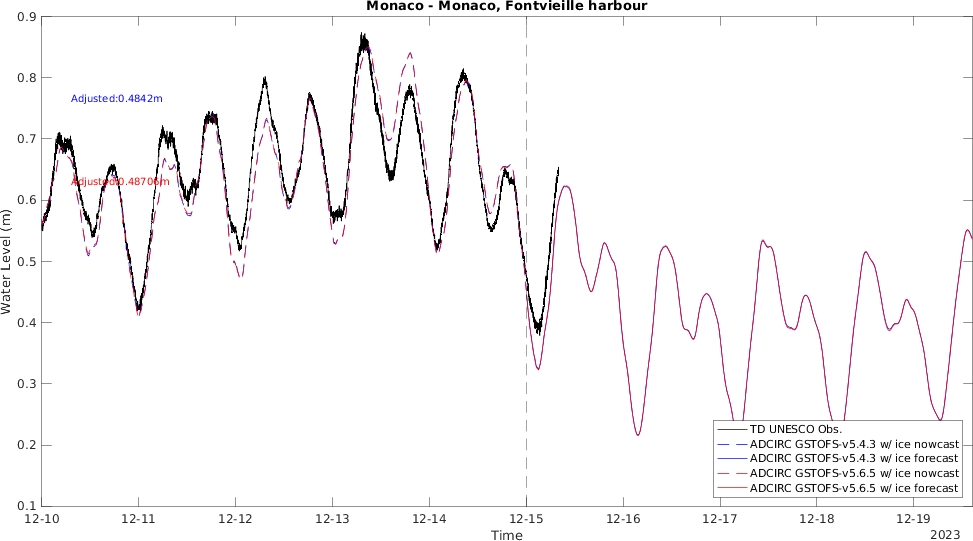 Monaco - Monaco, Fontvieille harbour
0.9
0.8
0.7
0.6
0.5
0.4
0.3
0.2
0.1
Water Level (m)
Adjusted:0.4842m
Adjusted:0.48706m
TD UNESCO Obs.
ADCIRC GSTOFS-v5.4.3 w/ ice nowcast
ADCIRC GSTOFS-v5.4.3 w/ ice forecast
ADCIRC GSTOFS-v5.6.5 w/ ice nowcast
ADCIRC GSTOFS-v5.6.5 w/ ice forecast
12-10 12-11 12-12 12-13 12-14 12-15 12-16 12-17 12-18 12-19
Time
2023